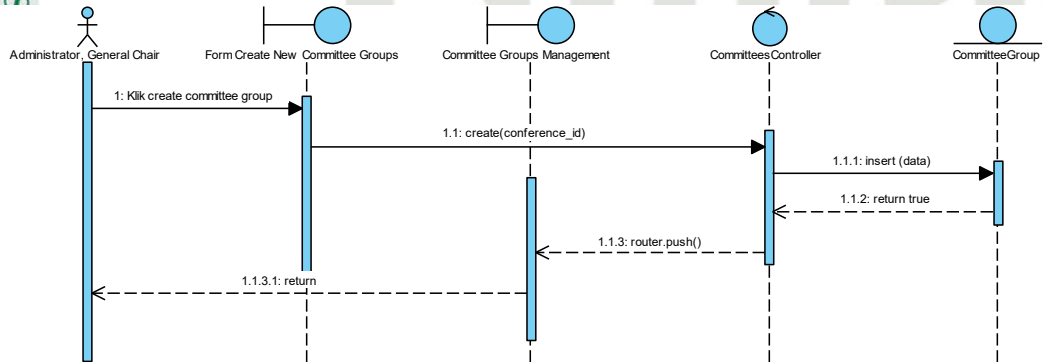 Administrator, General Chair
Form Create New Committee Groups
Committee Groups Management
CommitteesController
CommitteeGroup
1: Klik create committee group
1.1: create(conference_id)
1.1.1: insert (data)
1.1.2: return true
1.1.3: router.push()
1.1.3.1: return